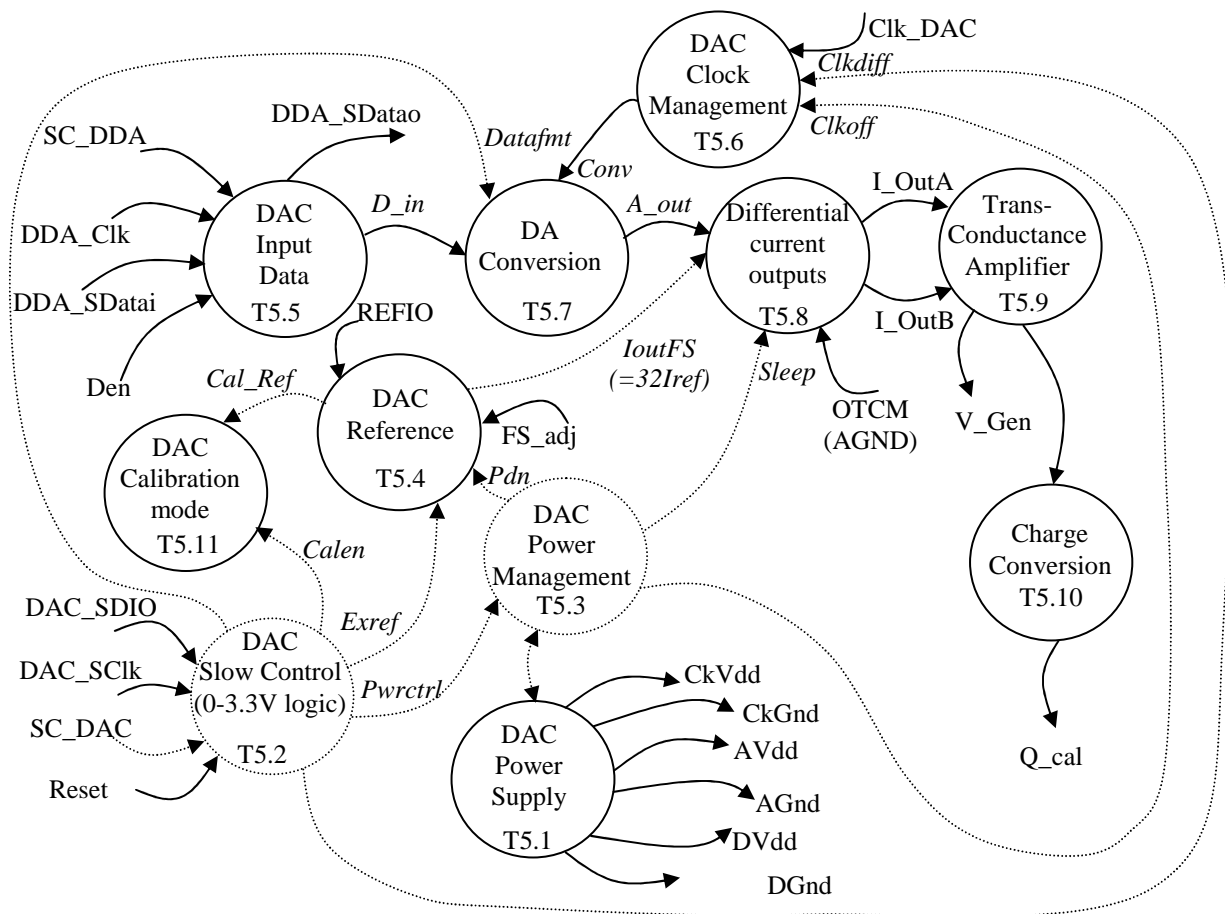 Clk_DAC
DAC
Clock
Management
T5.6
Clkdiff
Clkoff
SC_DDA
DDA_SDatao
DDA_Clk
DDA_SDatai
Den
DAC
Input
Data
T5.5
D_in
Datafmt
Conv
DA
Conversion
T5.7
A_out
Differential
current
outputs
T5.8
I_OutA
I_OutB
Trans-
Conductance
Amplifier
T5.9
REFIO
Cal_Ref
DAC
Reference
T5.4
FS_adj
IoutFS
(=32Iref)
Sleep
OTCM
(AGND)
V_Gen
DAC
Calibration
mode
T5.11
Calen
Pdn
DAC
Power
Management
T5.3
Charge
Conversion
T5.10
Q_cal
DAC_SDIO
DAC_SClk
SC_DAC
Reset
DAC
Slow Control
(0-3.3V logic)
T5.2
Exref
Pwrctrl
DAC
Power
Supply
T5.1
CkVdd
CkGnd
AVdd
AGnd
DVdd
DGnd